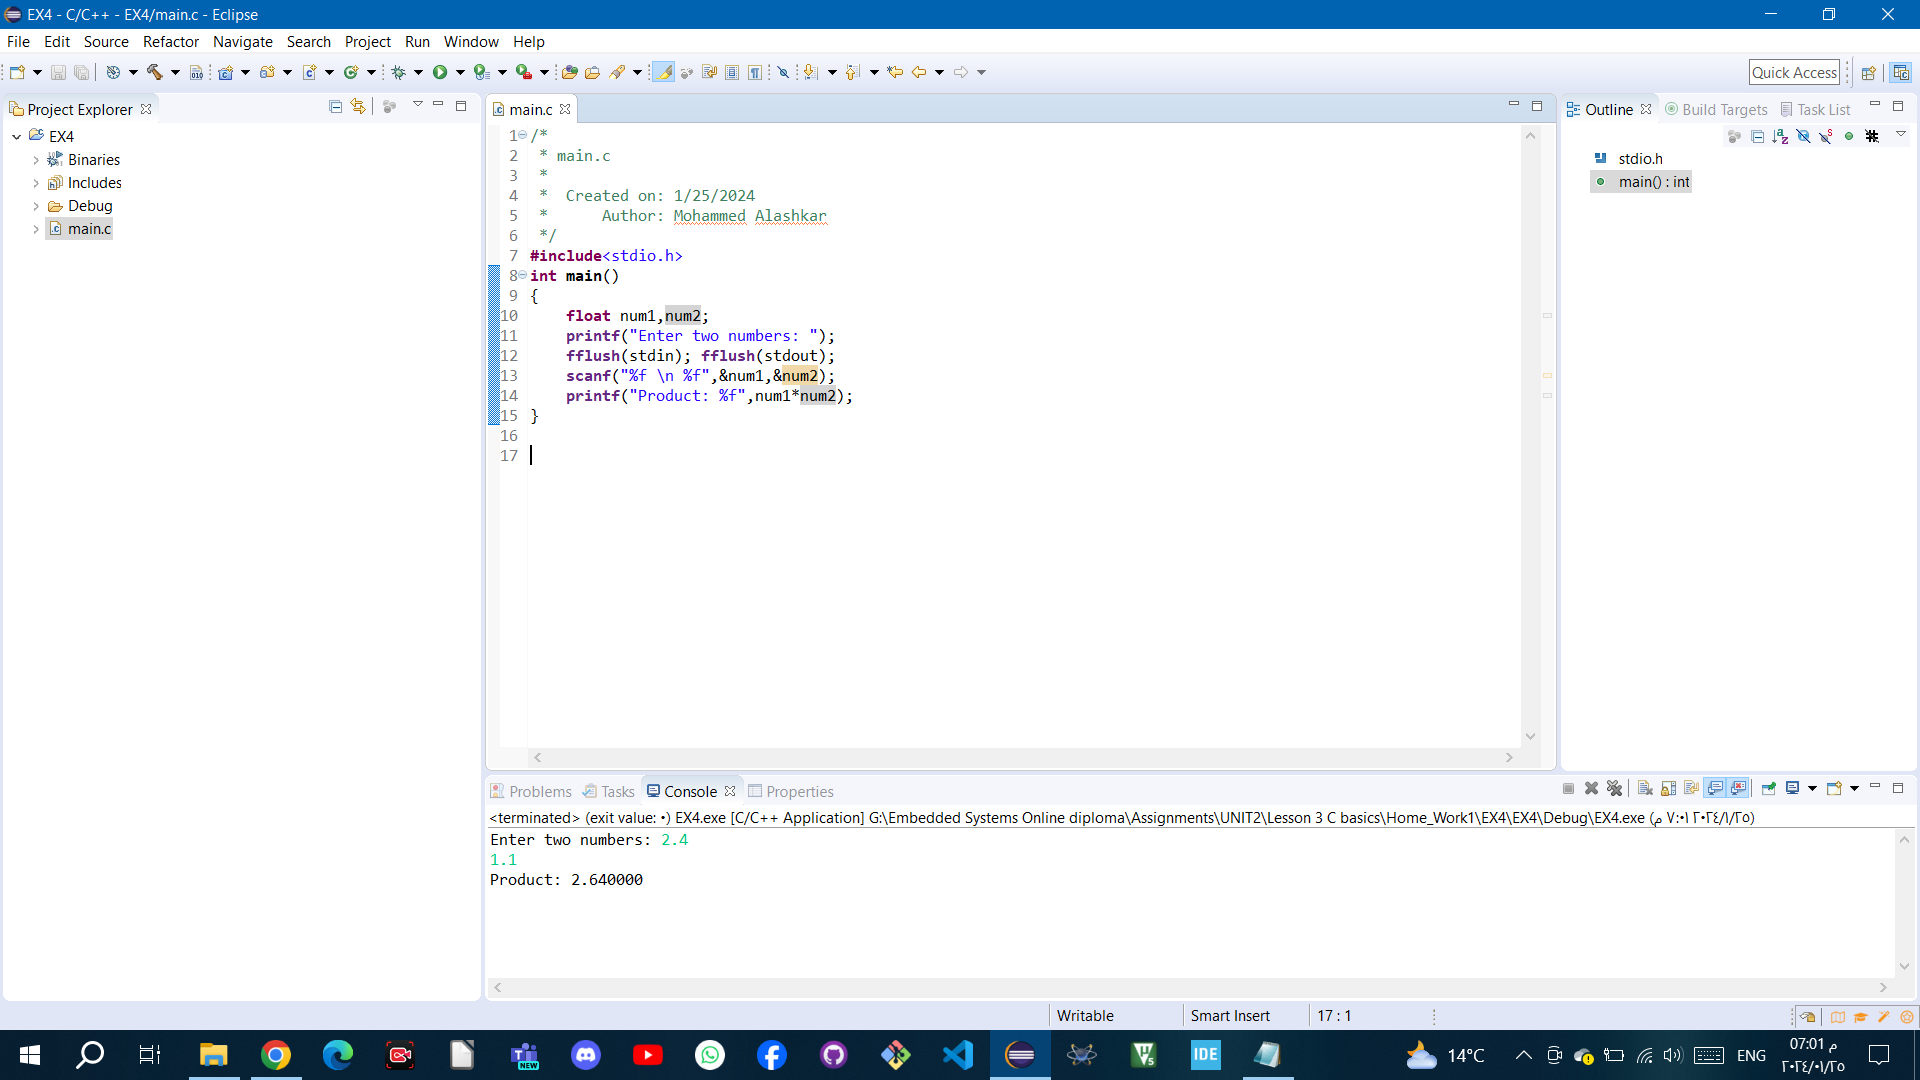 EX4 - C/C++ - EX4/main.c - Eclipse
File Edit Source Refactor Navigate Search Project Run Window Help
Quick Access
Project Explorer
EX4
Binaries
Includes
Debug
main.c
main.c
1 /*
2  * main.c
3  *
4  *  Created on: 1/25/2024
5  *      Author: Mohammed Alashkar
6  */
7 #include<stdio.h>
8 int main()
9 {
10     float num1,num2;
11     printf("Enter two numbers: ");
12     fflush(stdin); fflush(stdout);
13     scanf("%f \n %f",&num1,&num2);
14     printf("Product: %f",num1*num2);
15 }
16
17
Outline Build Targets Task List
stdio.h
main() : int
Problems Tasks Console Properties
<terminated> (exit value: ٠) EX4.exe [C/C++ Application] G:\Embedded Systems Online diploma\Assignments\UNIT2\Lesson 3 C basics\Home_Work1\EX4\EX4\Debug\EX4.exe (٢٠٢٤/١/٢٥ ٧:٠١ م)
Enter two numbers: 2.4
1.1
Product: 2.640000
Writable Smart Insert 17 : 1
NEW
IDE
14°C
ENG
07:01 م
٢٠٢٤/٠١/٢٥